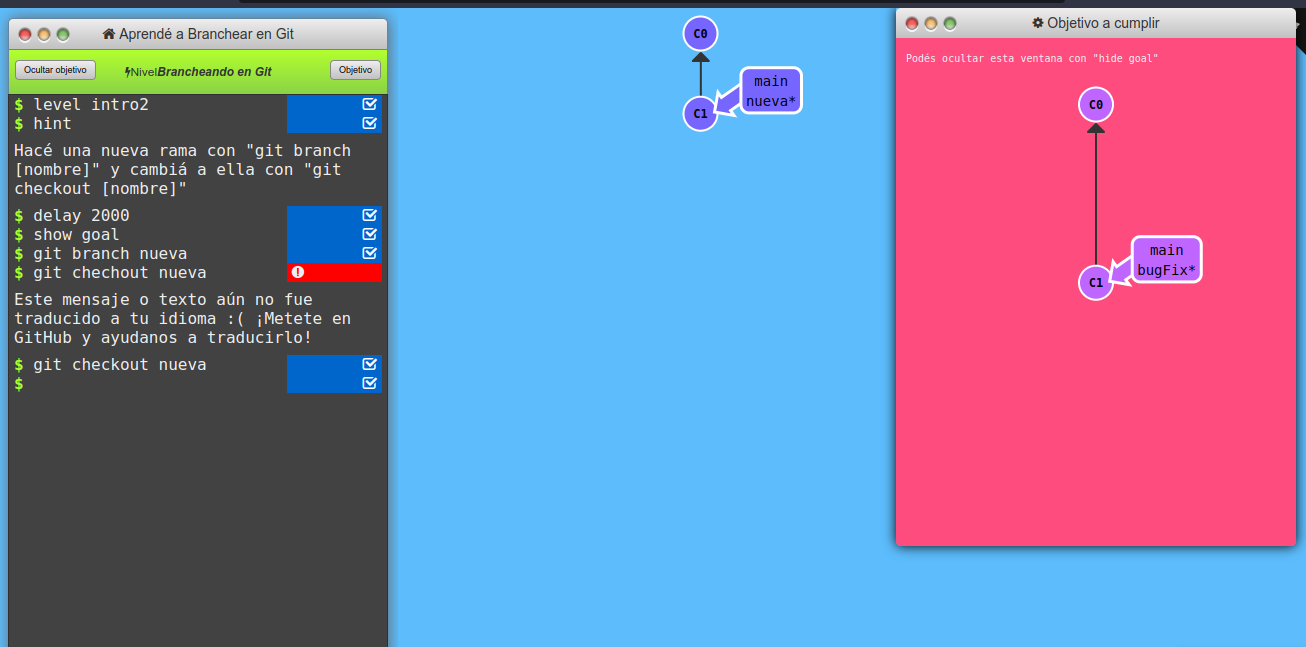 Aprendé a Branchear en Git
Ocultar objetivo
NivelBrancheando en Git
Objetivo
$ level intro2
$ hint
Hacé una nueva rama con "git branch
[nombre]" y cambiá a ella con "git
checkout [nombre]"
$ delay 2000
$ show goal
$ git branch nueva
$ git chechout nueva
Este mensaje o texto aún no fue
traducido a tu idioma :( ¡Metete en
GitHub y ayudanos a traducirlo!
$ git checkout nueva
$
C0
C1
main
nueva*
Objetivo a cumplir
Podés ocultar esta ventana con "hide goal"
C0
main
bugFix*
C1